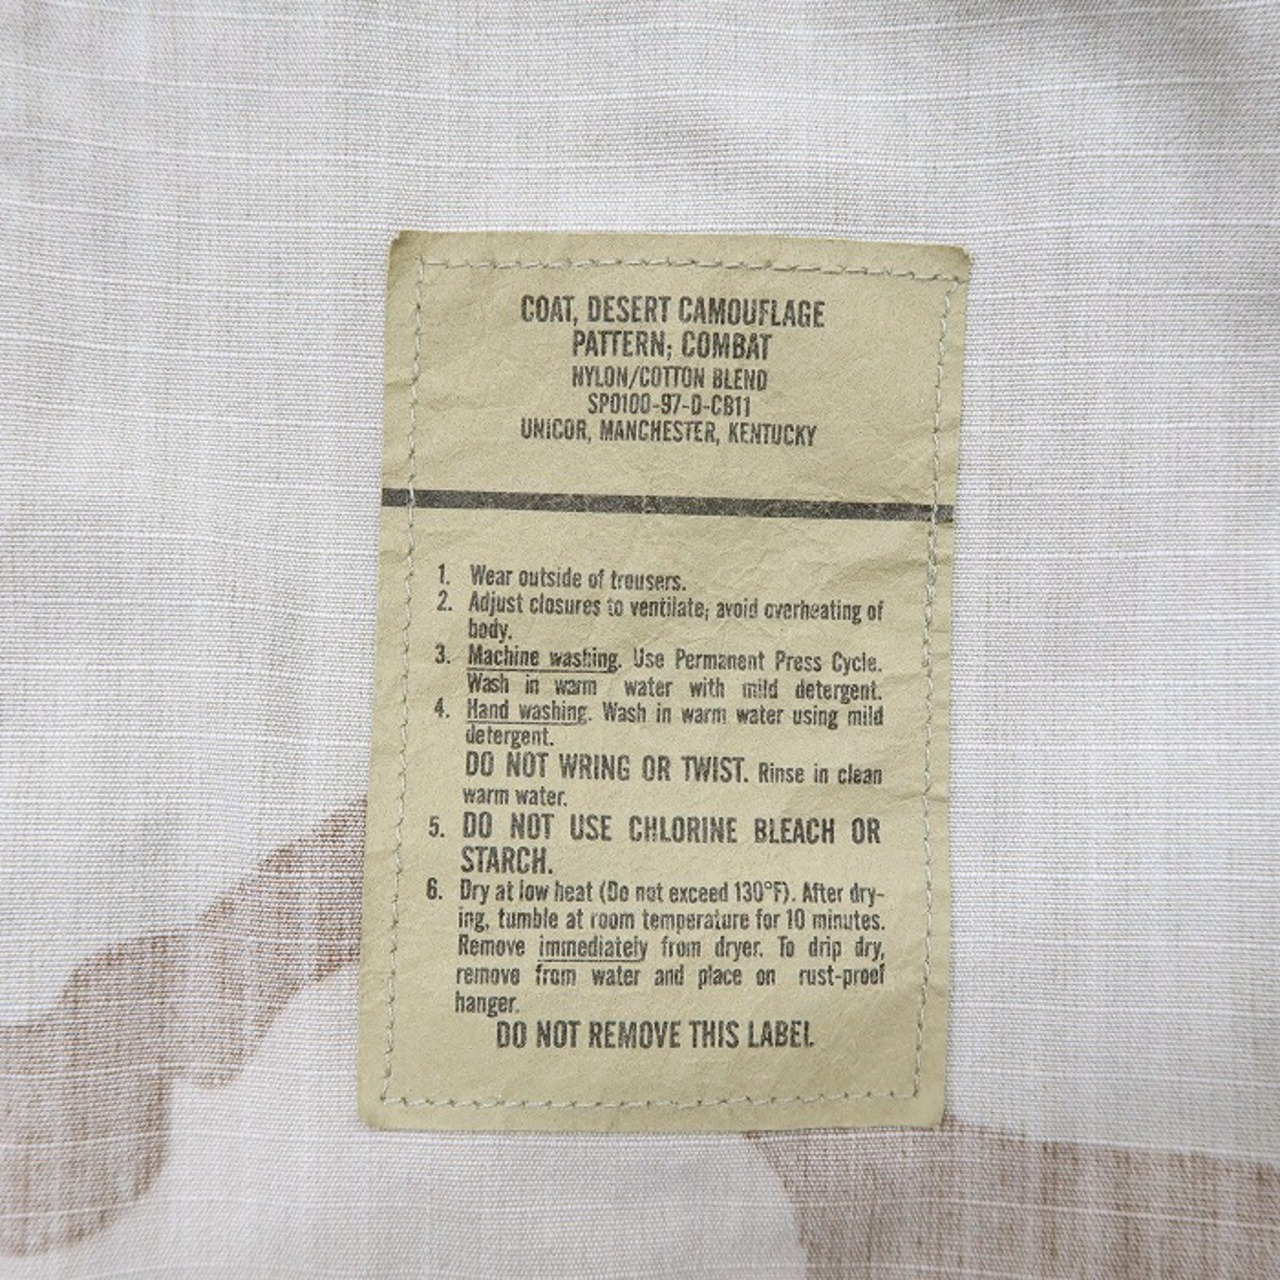 COAT, DESERT CAMOUFLAGE
PATTERN; COMBAT
NYLON/COTTON BLEND
SPO100-97-D-CB11
UNICOR, MANCHESTER, KENTUCKY
1. Wear outside of trousers.
2. Adjust closures to ventilate; avoid overheating of
body.
3. Machine washing. Use Permanent Press Cycle.
Wash in warm water with mild detergent.
4. Hand washing. Wash in warm water using mild
detergent.
DO NOT WRING OR TWIST. Rinse in clean
warm water.
5. DO NOT USE CHLORINE BLEACH OR
STARCH.
6. Dry at low heat (Do not exceed 130°F). After dry-
ing, tumble at room temperature for 10 minutes.
Remove immediately from dryer. To drip dry,
remove from water and place on rust-proof
hanger.
DO NOT REMOVE THIS LABEL